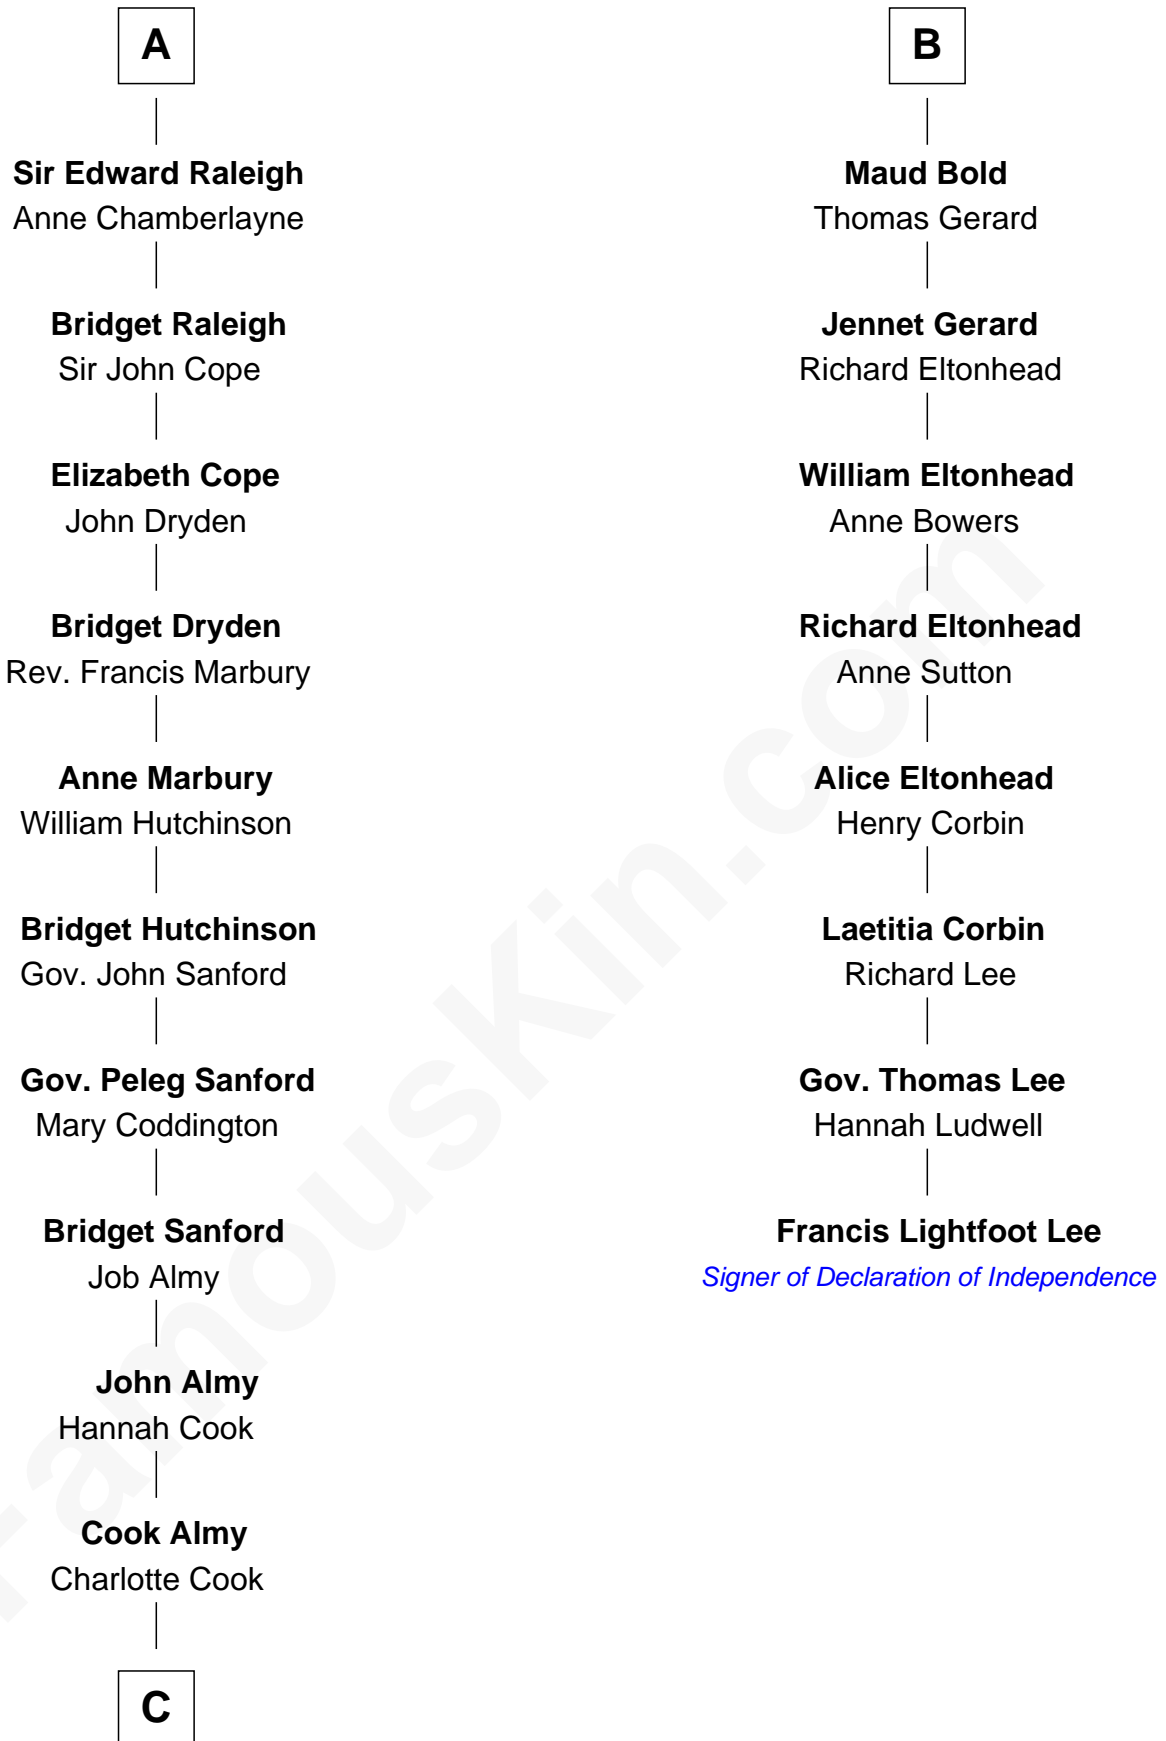 A
Sir Edward Raleigh
Anne Chamberlayne
Bridget Raleigh
Sir John Cope
Elizabeth Cope
John Dryden
Bridget Dryden
Rev. Francis Marbury
Anne Marbury
William Hutchinson
Bridget Hutchinson
Gov. John Sanford
Gov. Peleg Sanford
Mary Coddington
Bridget Sanford
Job Almy
John Almy
Hannah Cook
Cook Almy
Charlotte Cook
C
B
Maud Bold
Thomas Gerard
Jennet Gerard
Richard Eltonhead
William Eltonhead
Anne Bowers
Richard Eltonhead
Anne Sutton
Alice Eltonhead
Henry Corbin
Laetitia Corbin
Richard Lee
Gov. Thomas Lee
Hannah Ludwell
Francis Lightfoot Lee
Signer of Declaration of Independence
FamousKin.com